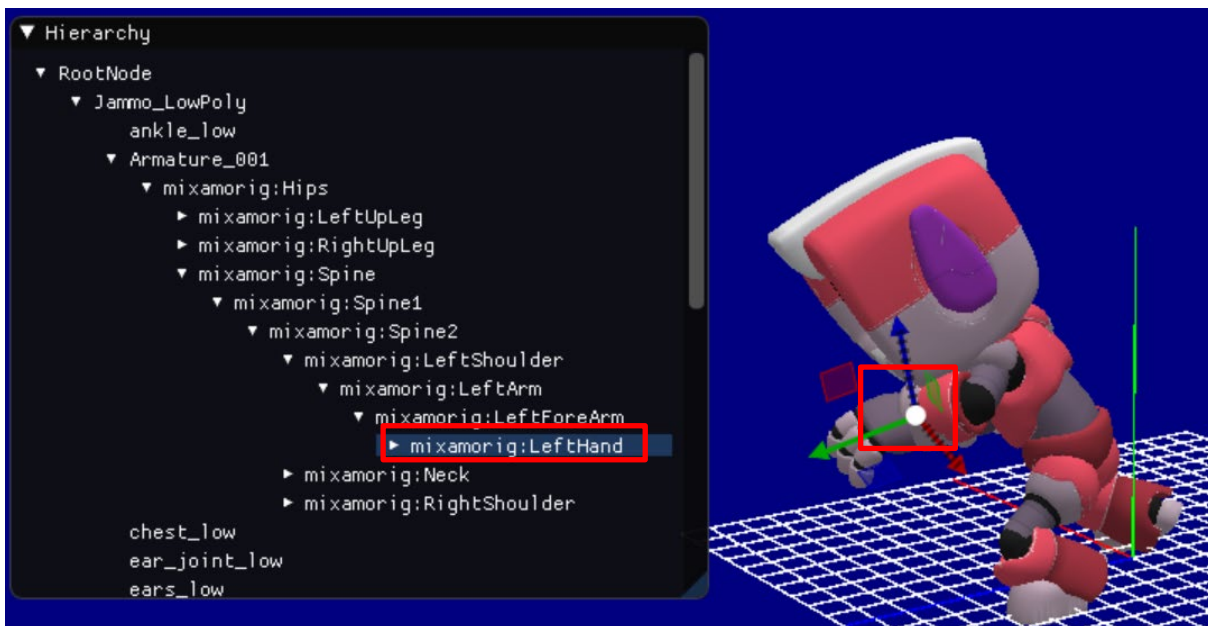 Hierarchy
RootNode
Jammo_LowPoly
ankle_low
Armature_001
mixamorig:Hips
mixamorig:LeftUpLeg
mixamorig:RightUpLeg
mixamorig:Spine
mixamorig:Spine1
mixamorig:Spine2
mixamorig:LeftShoulder
mixamorig:LeftArm
mixamorig:LeftForeArm
mixamorig:LeftHand
mixamorig:Neck
mixamorig:RightShoulder
chest_low
ear_joint_low
ears_low